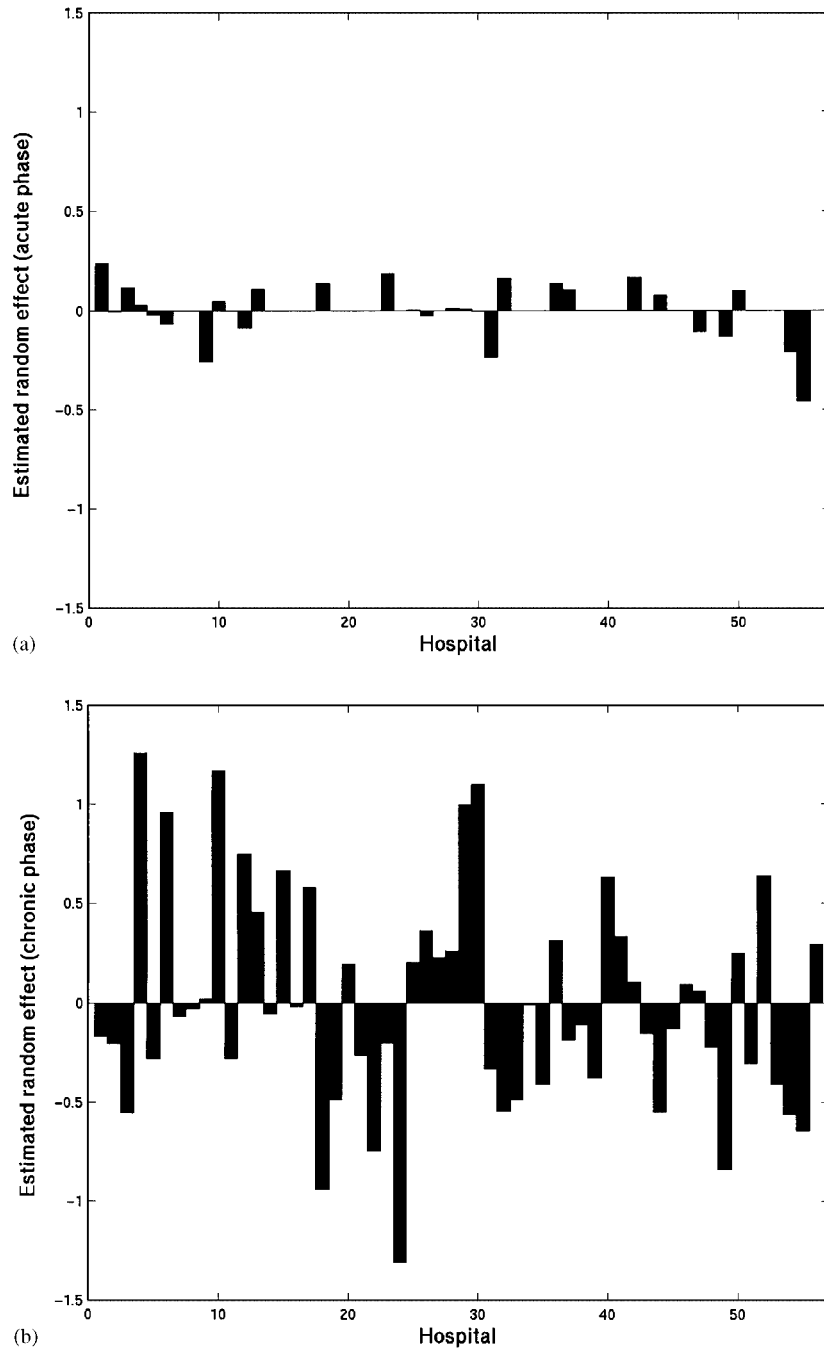 1.5
1
0.5
0
-0.5
-1
-1.5
Estimated random effect (acute phase)
0 10 20 30 40 50
Hospital
(a)
1.5
1
0.5
0
-0.5
-1
-1.5
Estimated random effect (chronic phase)
0 10 20 30 40 50
Hospital
(b)